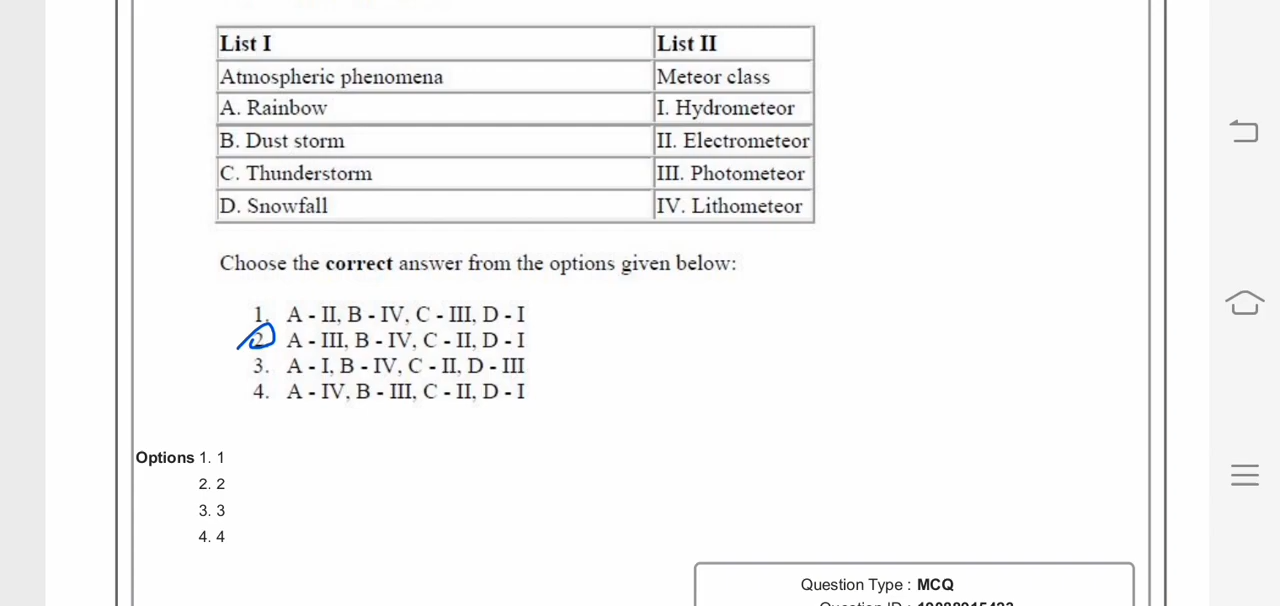 List I List II
Atmospheric phenomena Meteor class
A. Rainbow I. Hydrometeor
B. Dust storm II. Electrometeor
C. Thunderstorm III. Photometeor
D. Snowfall IV. Lithometeor
Choose the correct answer from the options given below:
1. A - II, B - IV, C - III, D - I
2. A - III, B - IV, C - II, D - I
3. A - I, B - IV, C - II, D - III
4. A - IV, B - III, C - II, D - I
Options 1. 1
2. 2
3. 3
4. 4
Question Type : MCQ